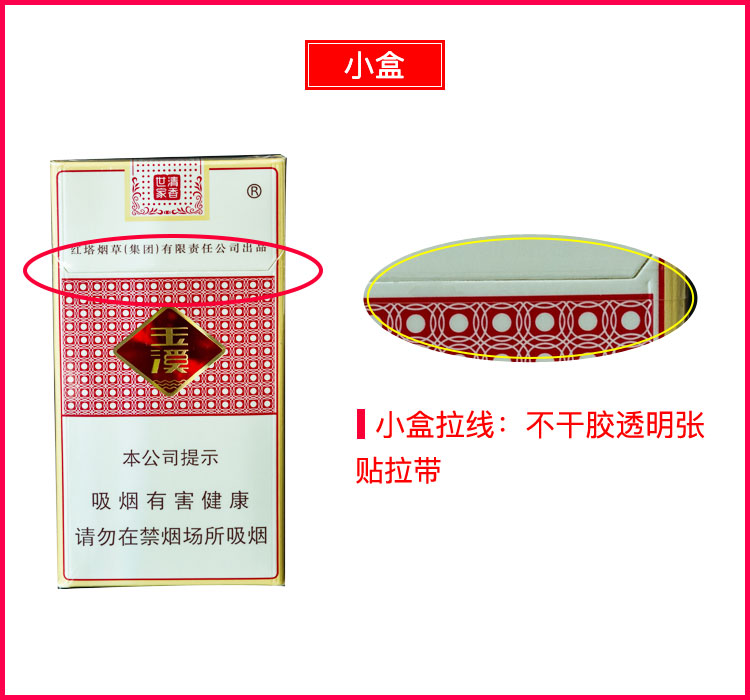 小盒
清香
世家
®
红塔烟草(集团)有限责任公司出品
玉溪
本公司提示
吸烟有害健康
请勿在禁烟场所吸烟
小盒拉线：不干胶透明张
贴拉带